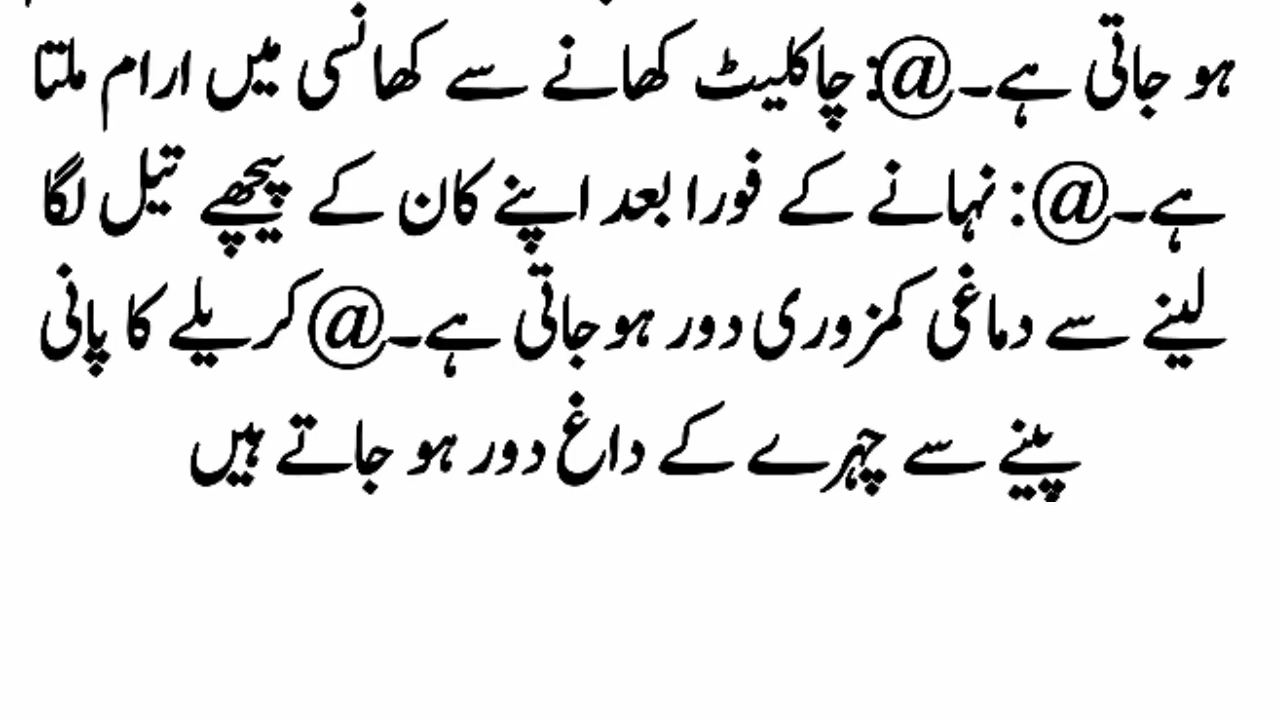 ہو جاتی ہے۔@: چاکلیٹ کھانے سے کھانسی میں ارام ملتا
ہے۔@: نہانے کے فورا بعد اپنے کان کے پیچھے تیل لگا
لینے سے دماغی کمزوری دور ہو جاتی ہے۔@کریلے کا پانی
پینے سے چہرے کے داغ دور ہو جاتے ہیں